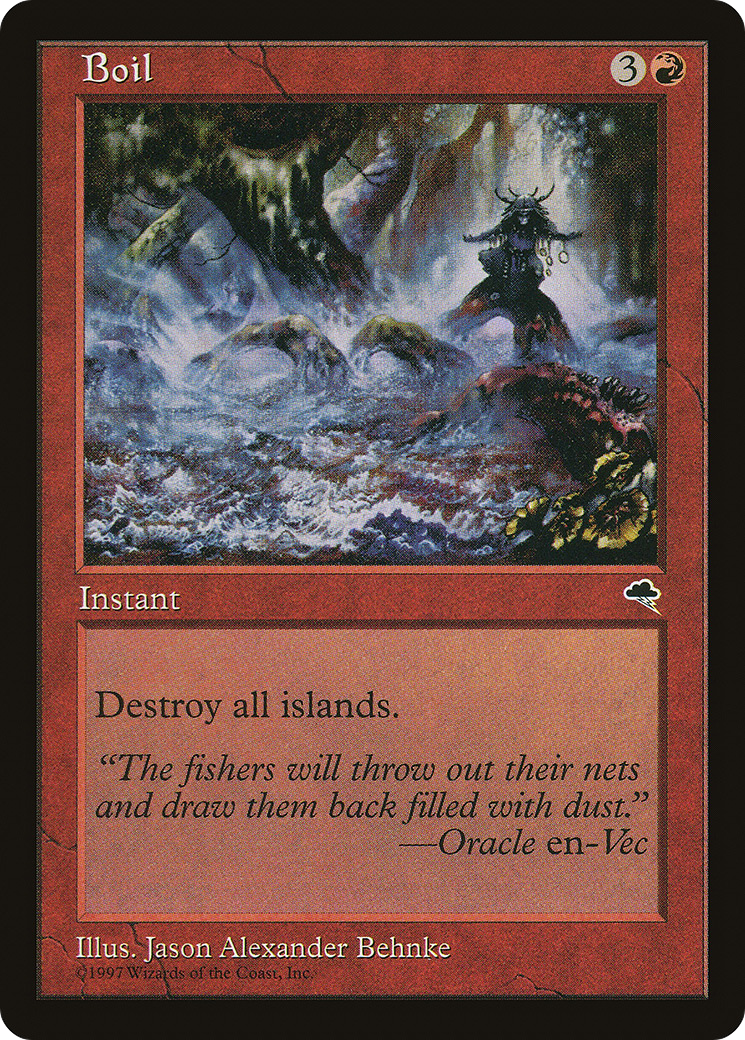 Boil
3
Instant
Destroy all islands.
“The fishers will throw out their nets
and draw them back filled with dust.”
—Oracle en-Vec
Illus. Jason Alexander Behnke
©1997 Wizards of the Coast, Inc.